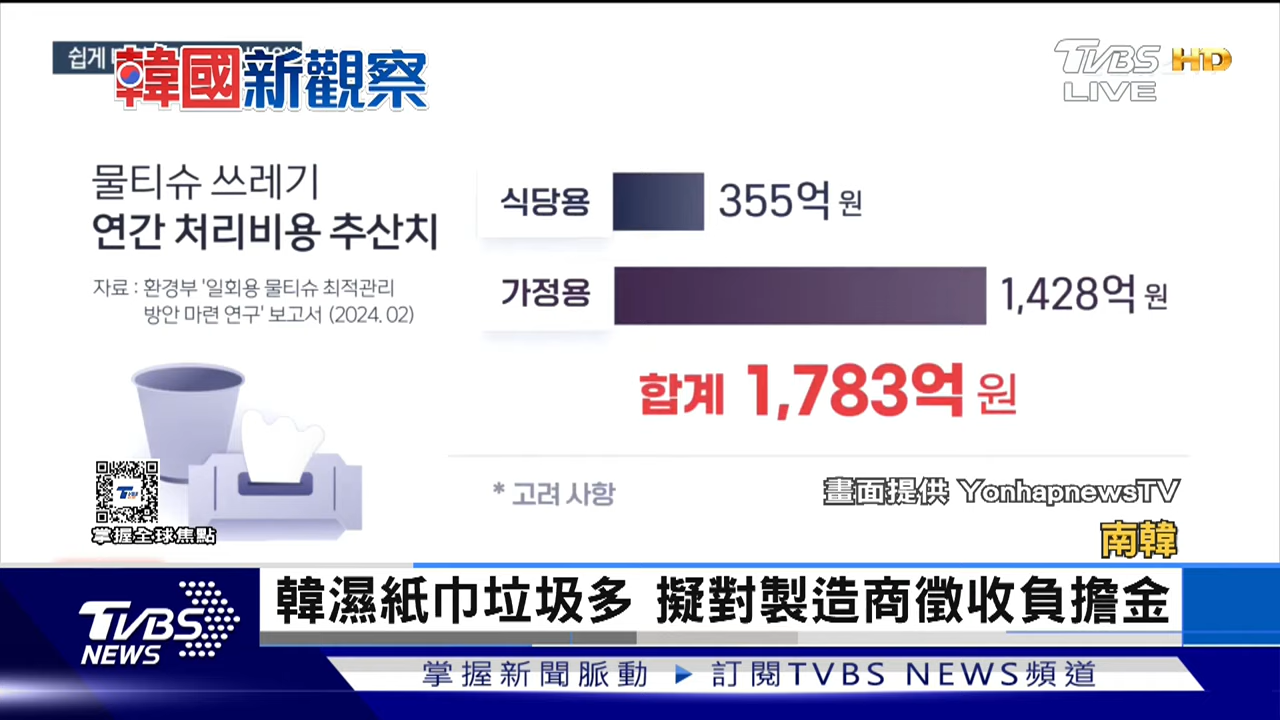 쉽게
韓國新觀察
TVBS HD
LIVE
물티슈 쓰레기
연간 처리비용 추산치
자료 : 환경부 '일회용 물티슈 최적관리
방안 마련 연구' 보고서 (2024. 02)
식당용 355억 원
가정용 1,428억 원
합계 1,783억 원
* 고려 사항
畫面提供 YonhapnewsTV
掌握全球焦點
南韓
韓濕紙巾垃圾多 擬對製造商徵收負擔金
TVBS
NEWS
掌握新聞脈動 ▶ 訂閱TVBS NEWS頻道